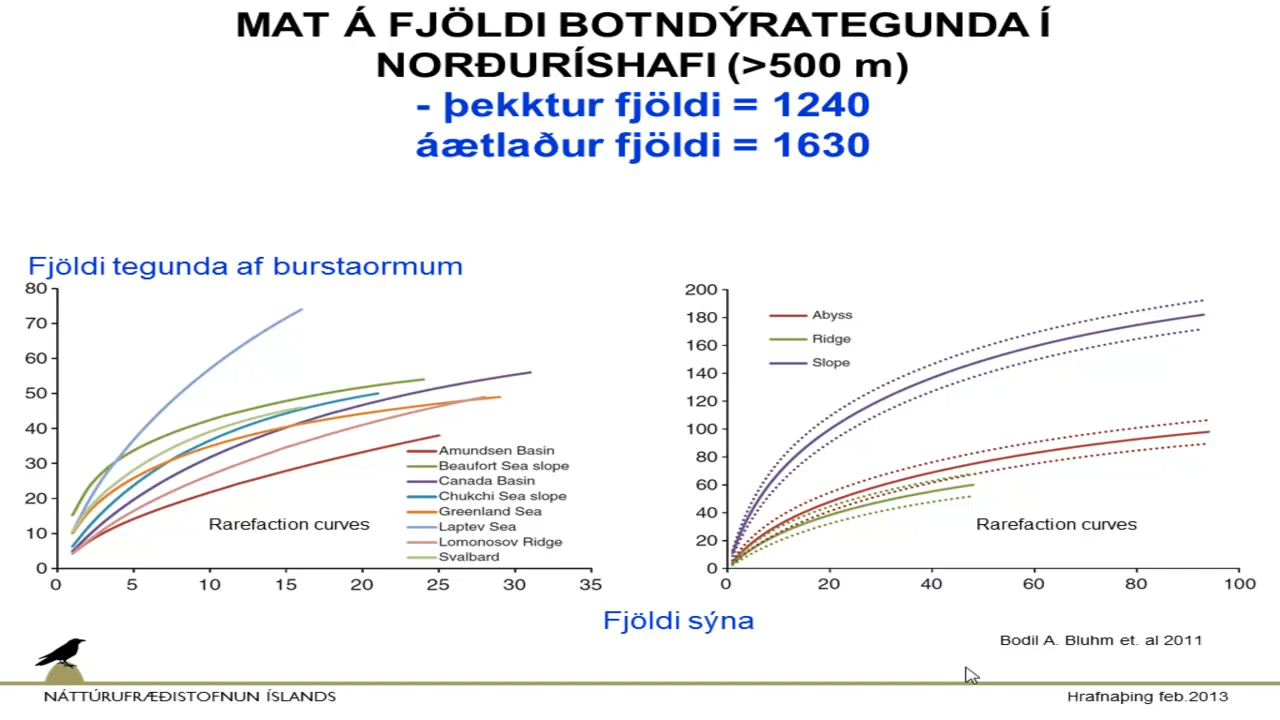 MAT Á FJÖLDI BOTNDÝRATEGUNDA Í
NORÐURÍSHAFI (>500 m)
- þekktur fjöldi = 1240
áætlaður fjöldi = 1630
Fjöldi tegunda af burstaormum
80
70
60
50
40
30
20
10
0
0 5 10 15 20 25 30 35
Amundsen Basin
Beaufort Sea slope
Canada Basin
Chukchi Sea slope
Greenland Sea
Laptev Sea
Lomonosov Ridge
Svalbard
Rarefaction curves
200
180
160
140
120
100
80
60
40
20
0
0 20 40 60 80 100
Abyss
Ridge
Slope
Rarefaction curves
Fjöldi sýna
Bodil A. Bluhm et. al 2011
NÁTTÚRUFRÆÐISTOFNUN ÍSLANDS
Hrafnaþing feb.2013